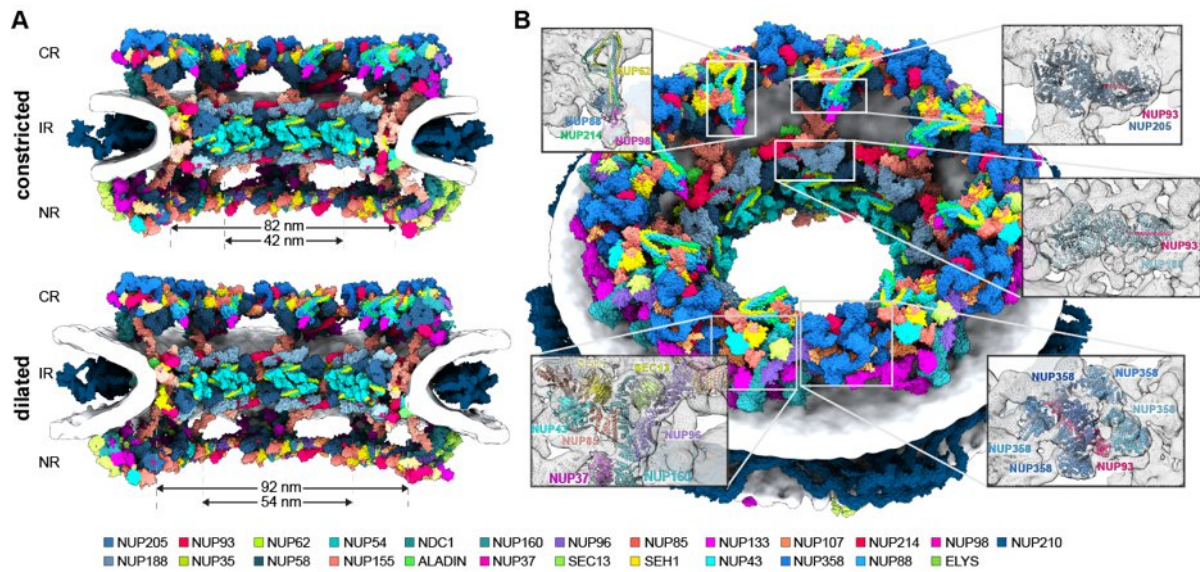 A
B
CR
IR
NR
constricted
82 nm
42 nm
CR
IR
NR
dilated
92 nm
54 nm
NUP62
NUP88
NUP214
NUP98
NUP93
NUP205
NUP93
NUP188
SEC13
NUP43
NUP85
NUP96
NUP37
NUP160
NUP358
NUP358
NUP358
NUP358
NUP358
NUP93
NUP205 NUP93 NUP62 NUP54 NDC1 NUP160 NUP96 NUP85 NUP133 NUP107 NUP214 NUP98 NUP210
NUP188 NUP35 NUP58 NUP155 ALADIN NUP37 SEC13 SEH1 NUP43 NUP358 NUP88 ELYS